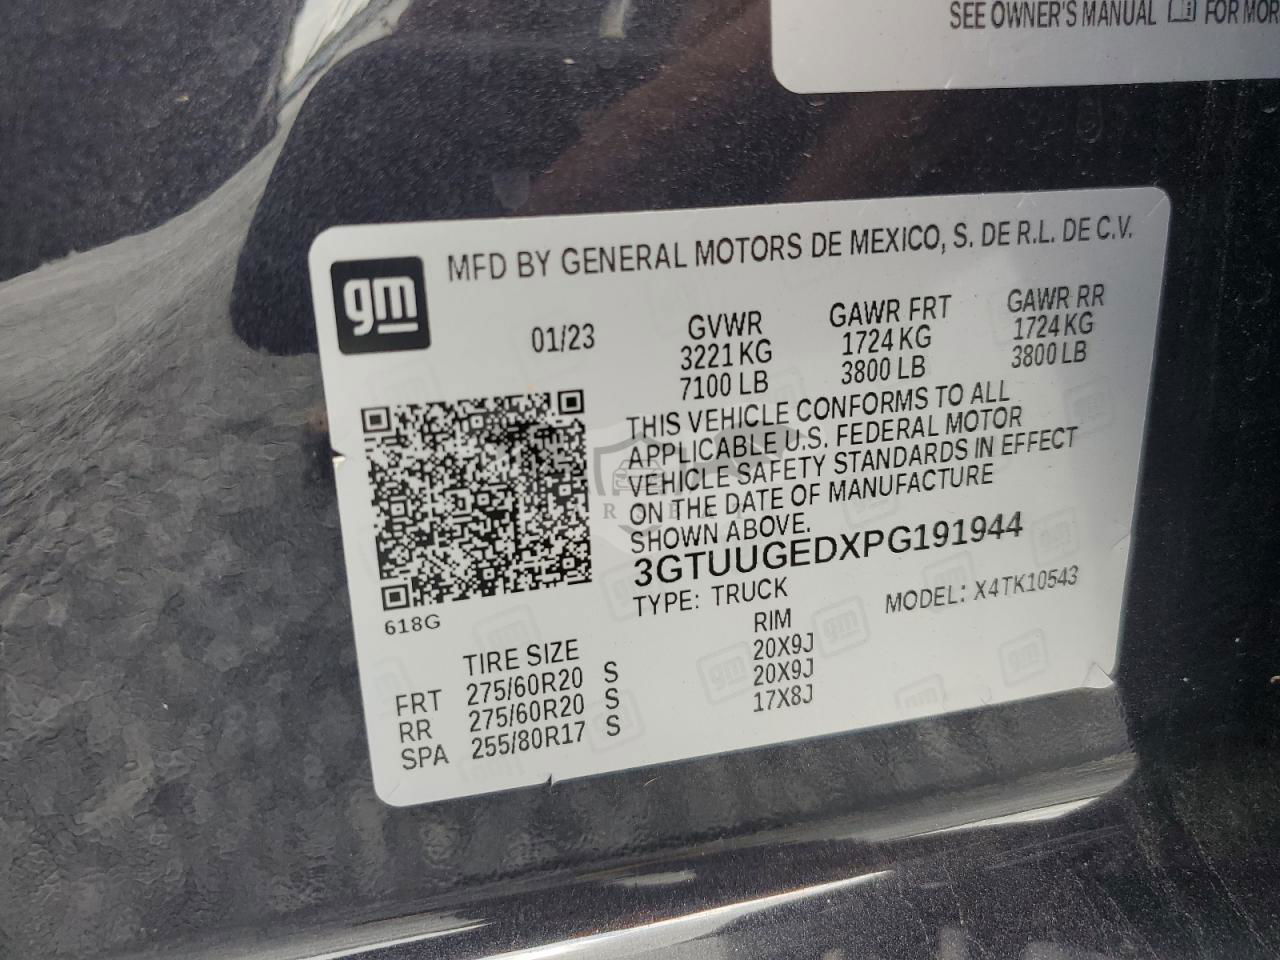 SEE OWNER'S MANUAL FOR MOR
gm
MFD BY GENERAL MOTORS DE MEXICO, S. DE R.L. DE C.V.
01/23
GVWR GAWR FRT GAWR RR
3221 KG 1724 KG 1724 KG
7100 LB 3800 LB 3800 LB
THIS VEHICLE CONFORMS TO ALL
APPLICABLE U.S. FEDERAL MOTOR
VEHICLE SAFETY STANDARDS IN EFFECT
ON THE DATE OF MANUFACTURE
SHOWN ABOVE.
3GTUUGEDXPG191944
TYPE: TRUCK MODEL: X4TK10543
618G
TIRE SIZE RIM
FRT 275/60R20 S 20X9J
RR 275/60R20 S 20X9J
SPA 255/80R17 S 17X8J